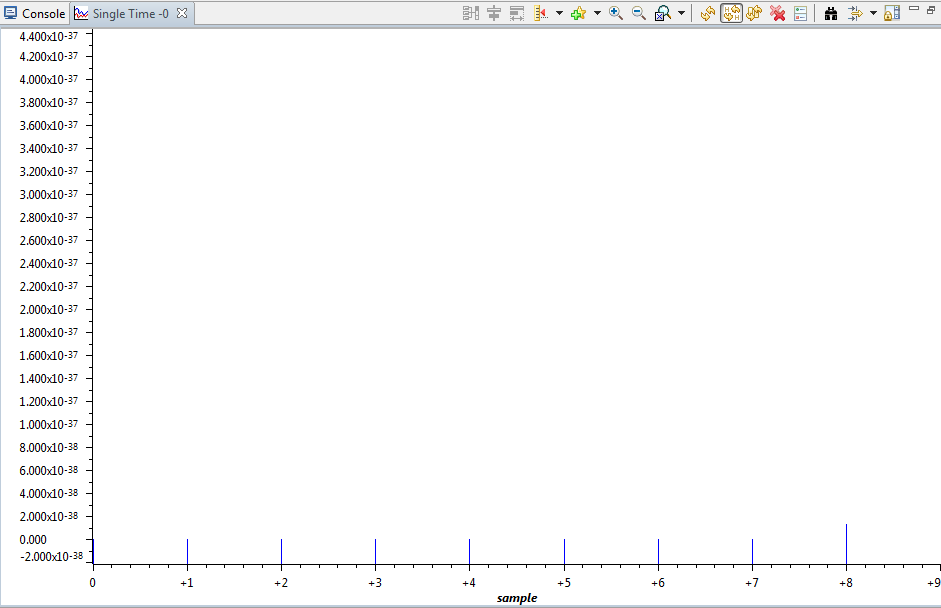 Console
Single Time -0
4.400x10-37
4.200x10-37
4.000x10-37
3.800x10-37
3.600x10-37
3.400x10-37
3.200x10-37
3.000x10-37
2.800x10-37
2.600x10-37
2.400x10-37
2.200x10-37
2.000x10-37
1.800x10-37
1.600x10-37
1.400x10-37
1.200x10-37
1.000x10-37
8.000x10-38
6.000x10-38
4.000x10-38
2.000x10-38
0.000
-2.000x10-38
0 +1 +2 +3 +4 +5 +6 +7 +8 +9
sample